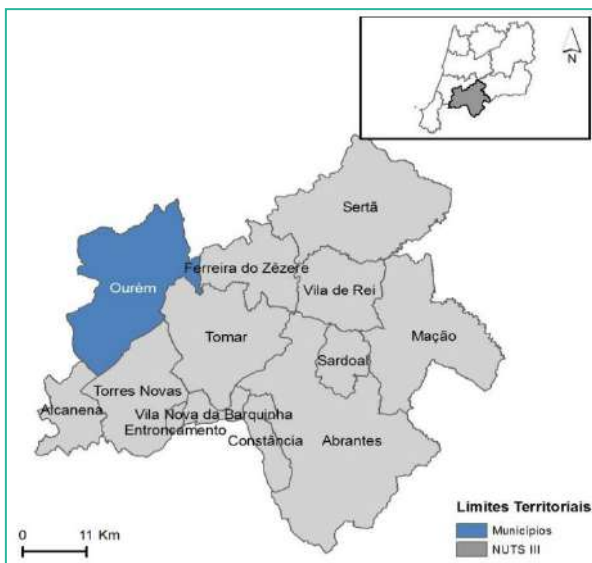 N
Sertã
Ferreira do Zêzere
Ourém
Vila de Rei
Tomar
Mação
Sardoal
Torres Novas
Alcanena
Vila Nova da Barquinha
Entroncamento
Constância
Abrantes
Limites Territoriais
0 11 Km
Municípios
NUTS III